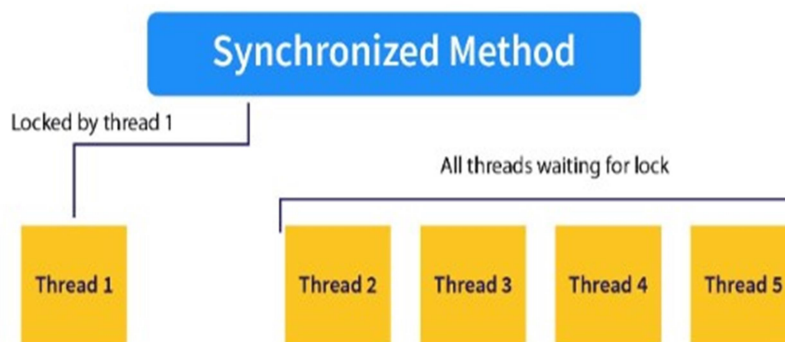 Synchronized Method
Locked by thread 1
All threads waiting for lock
Thread 1
Thread 2
Thread 3
Thread 4
Thread 5